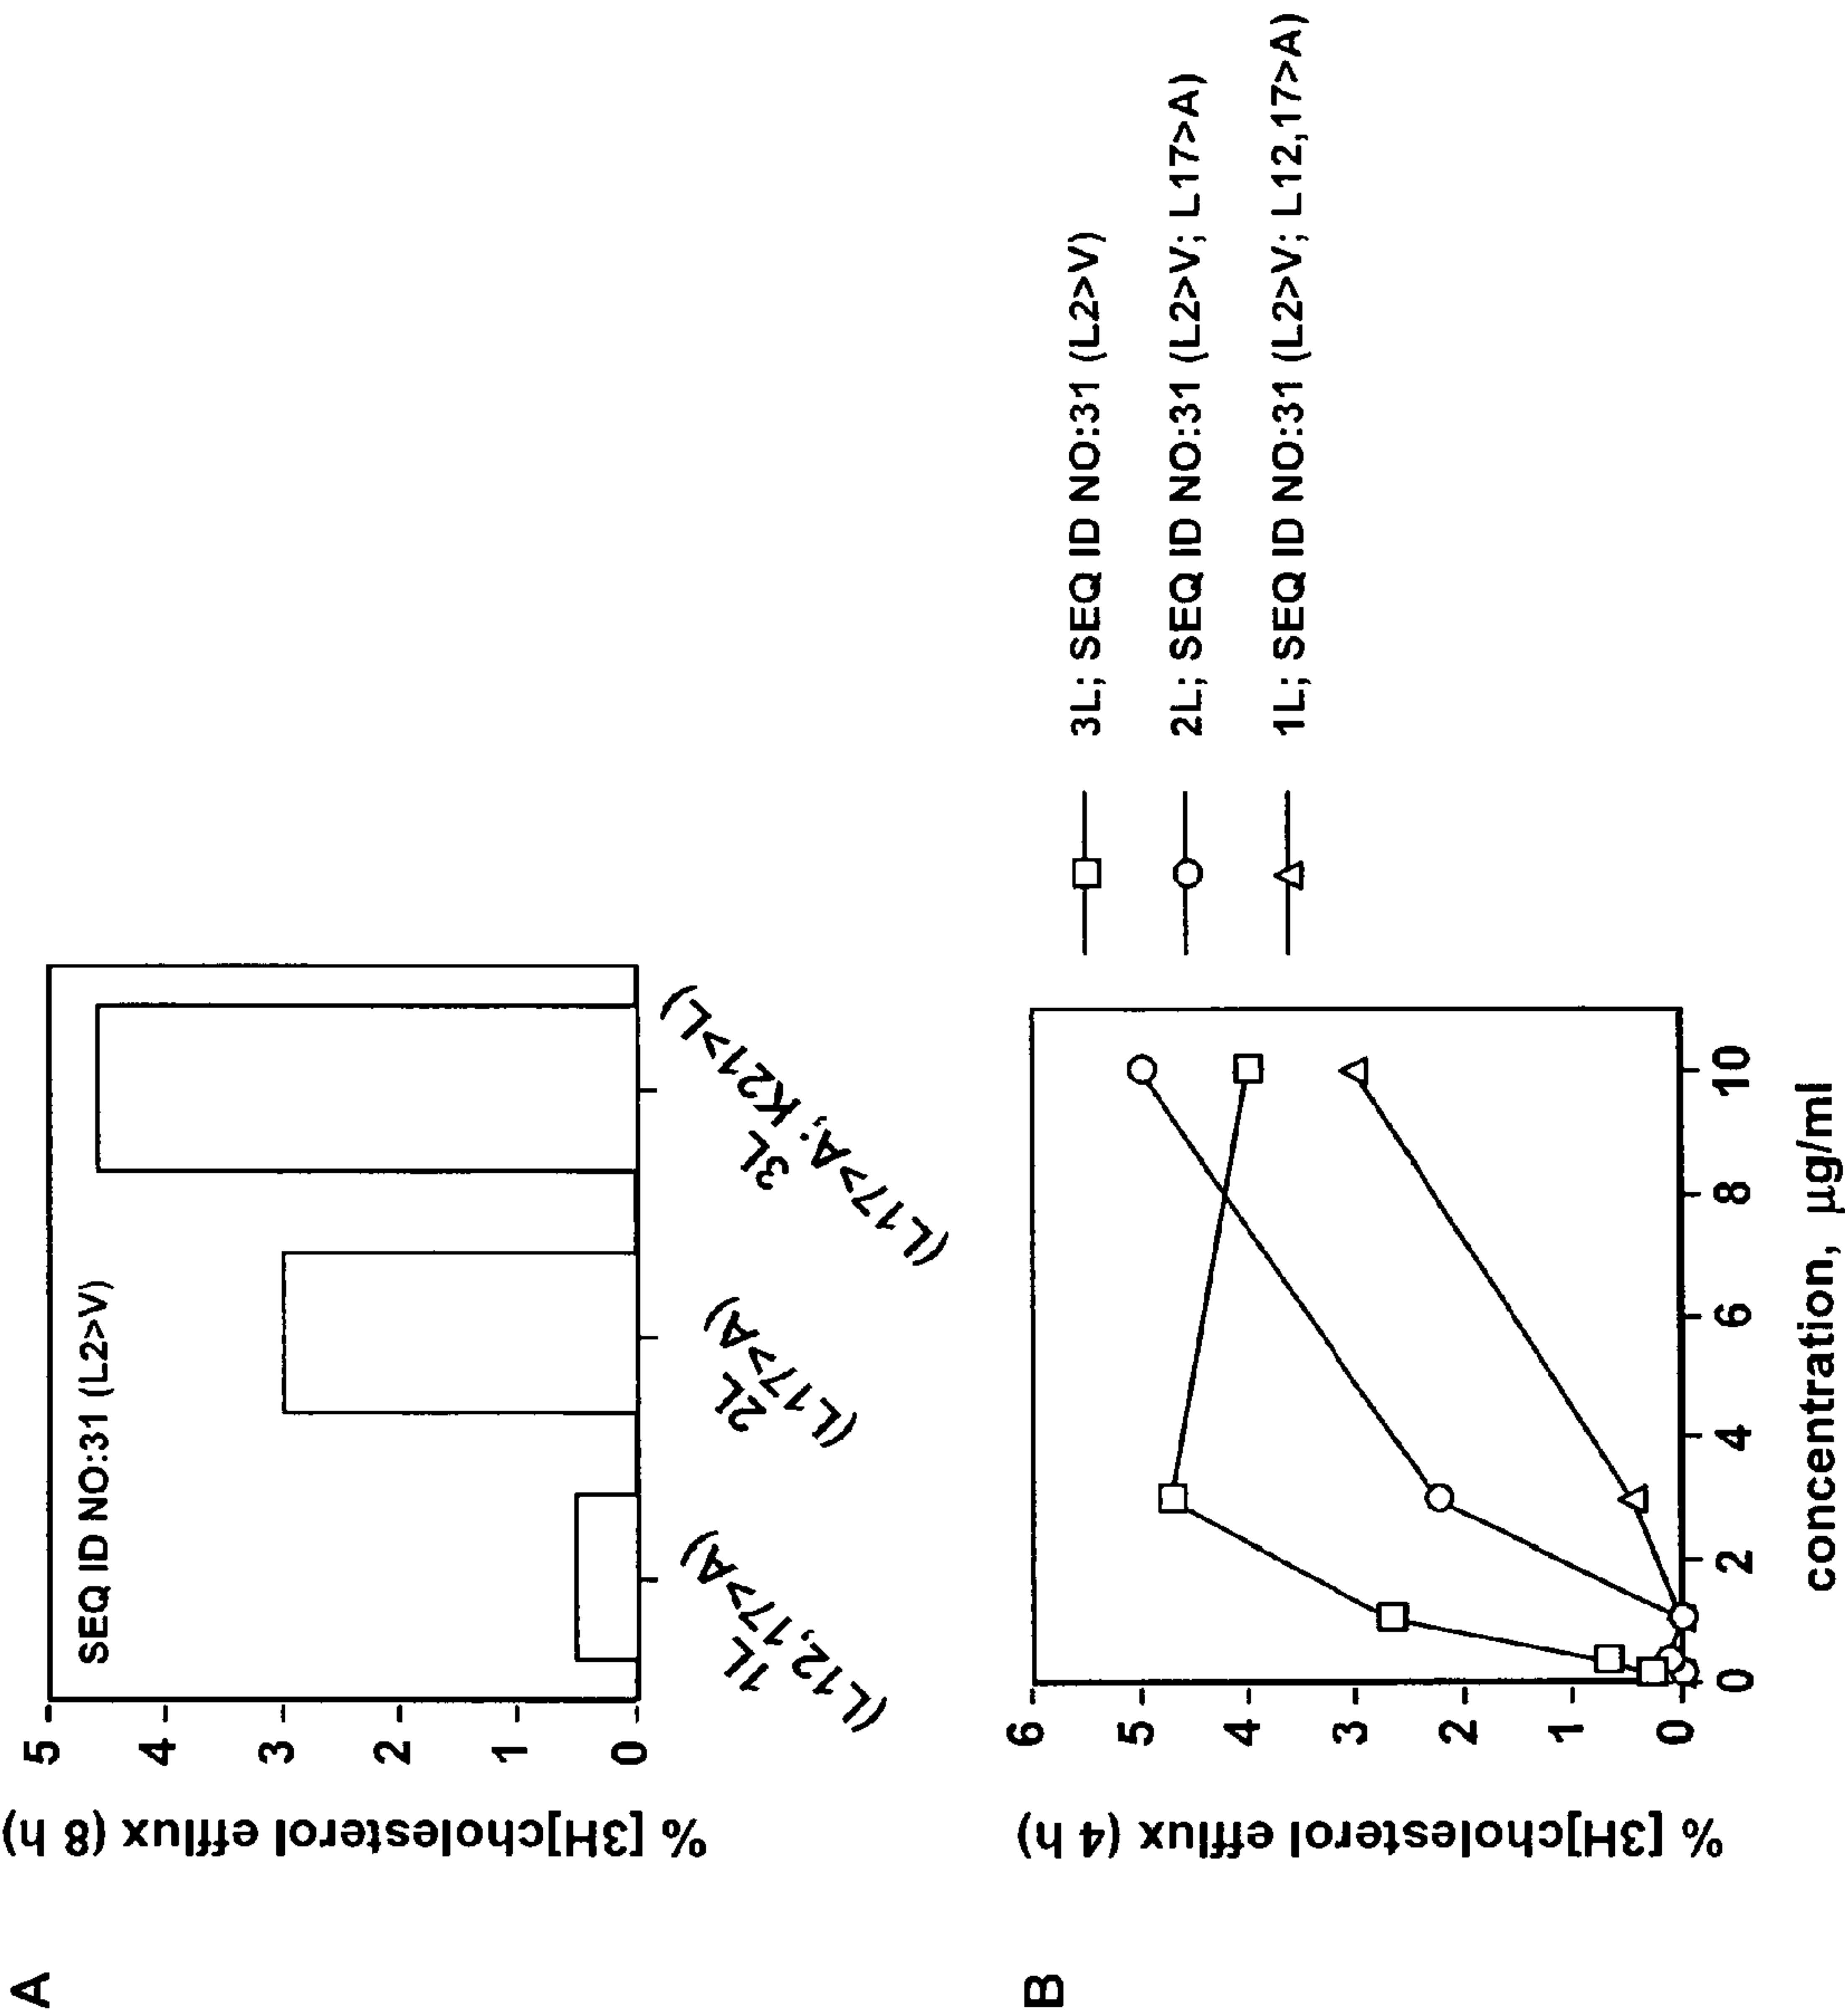 A
% [3H]cholesterol efflux (8 h)
5
4
3
2
1
0
SEQ ID NO:31 (L2>V)
1L
(L12,17>A)
2L
(L17>A)
3L
(L17>A; K21>L)
B
% [3H]cholesterol efflux (4 h)
6
5
4
3
2
1
0
0 2 4 6 8 10
concentration, µg/ml
3L; SEQ ID NO:31 (L2>V)
2L; SEQ ID NO:31 (L2>V; L17>A)
1L; SEQ ID NO:31 (L2>V; L12,17>A)